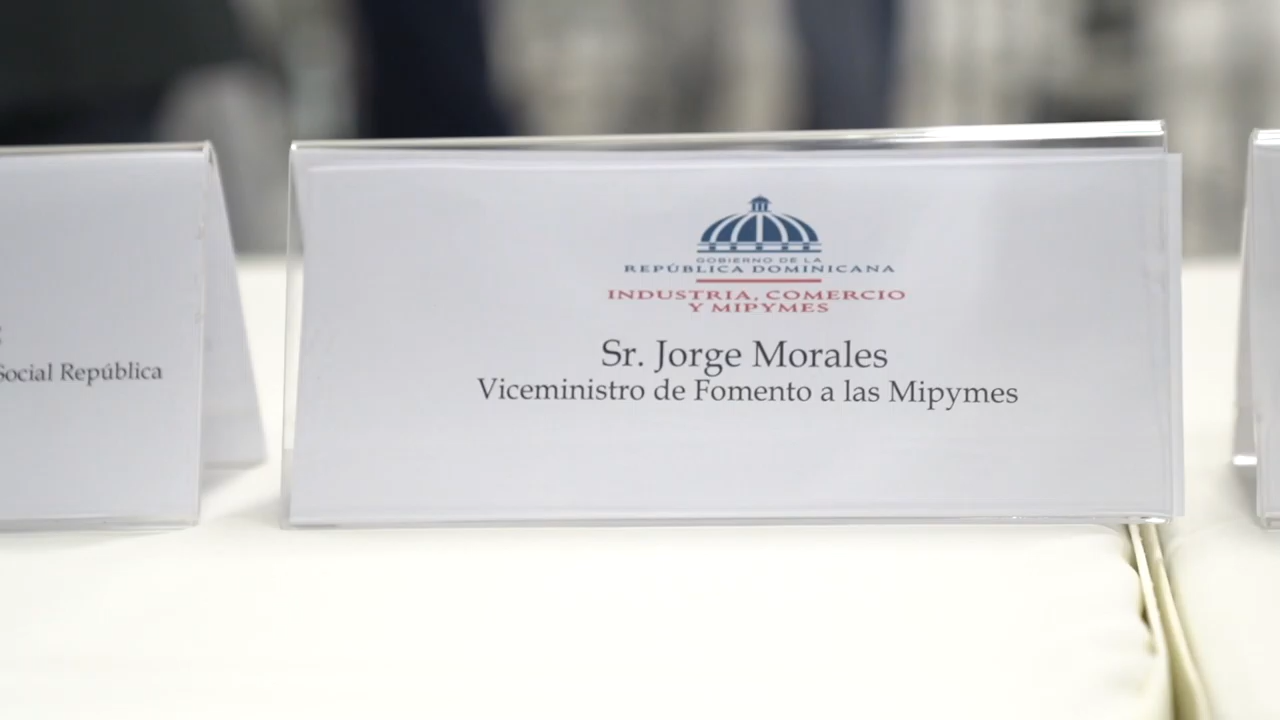 Social República
GOBIERNO DE LA
REPÚBLICA DOMINICANA
INDUSTRIA, COMERCIO
Y MIPYMES
Sr. Jorge Morales
Viceministro de Fomento a las Mipymes